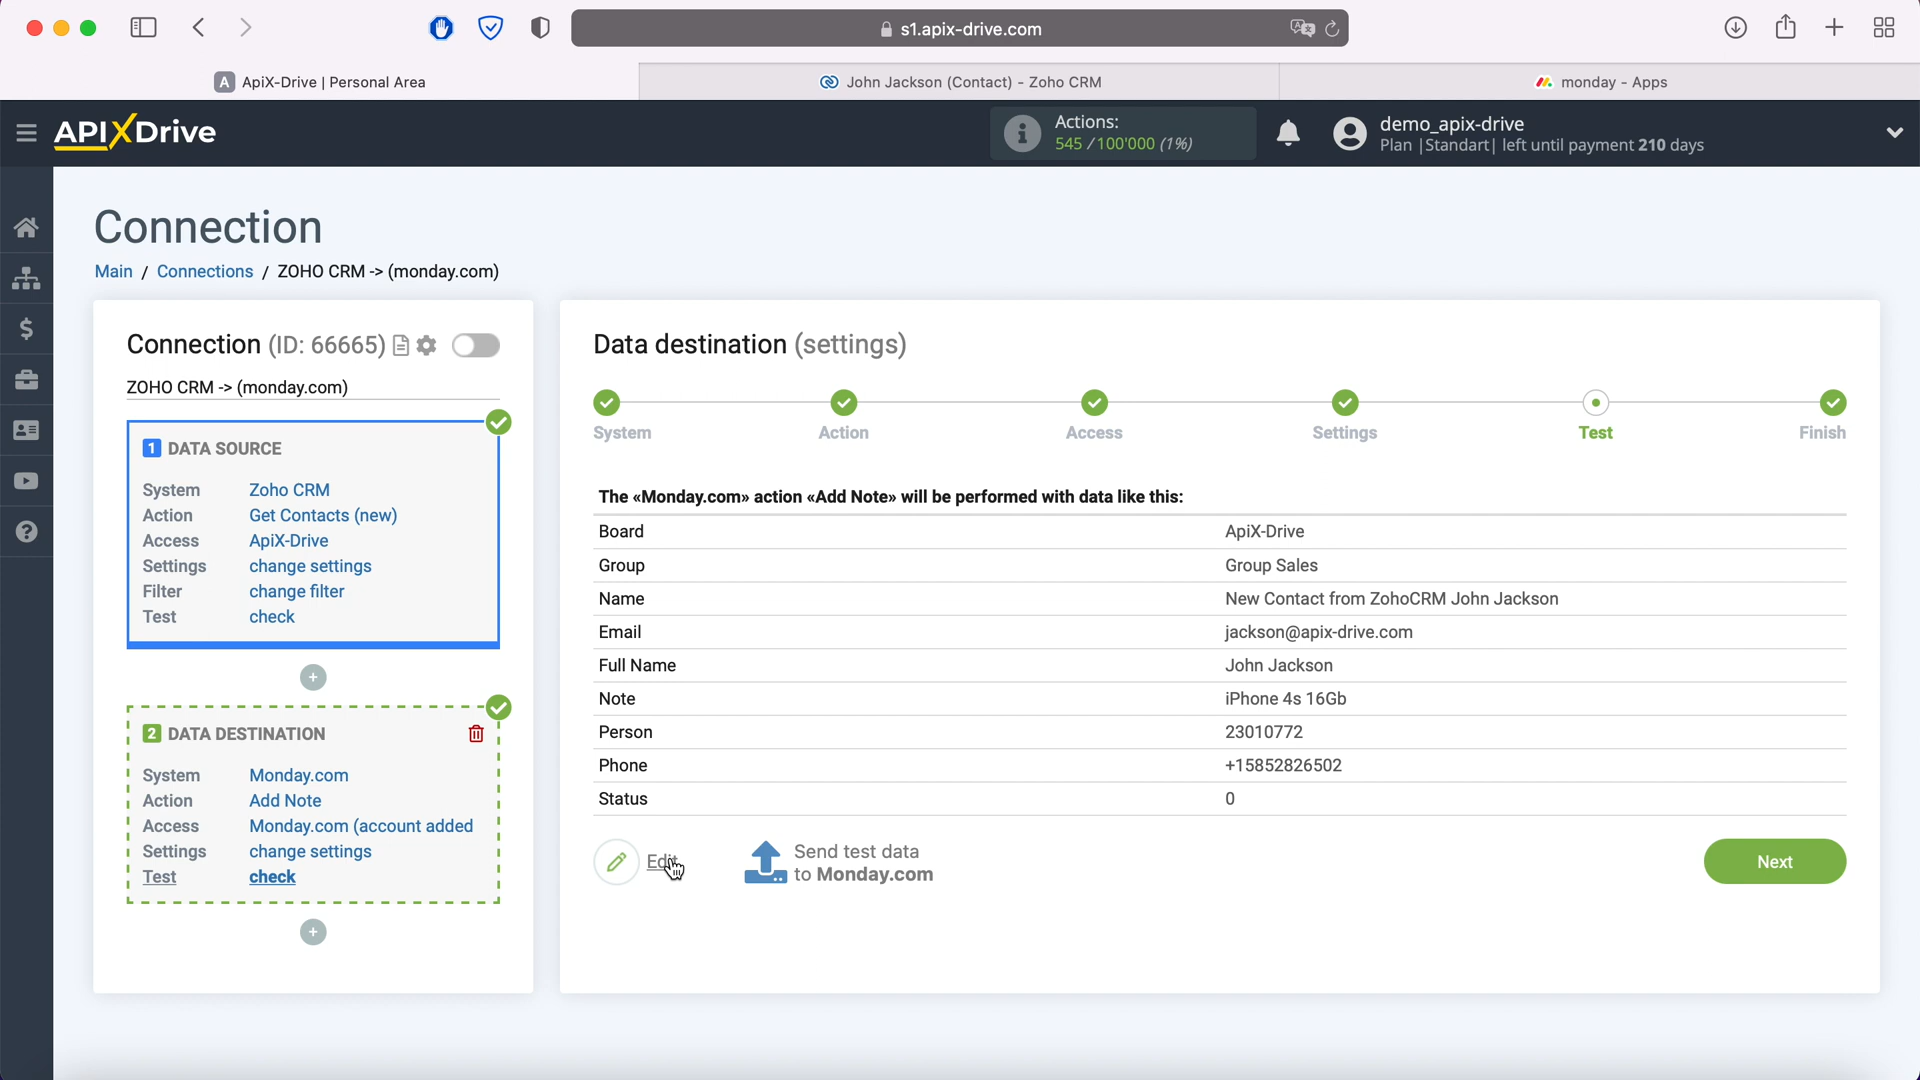 s1.apix-drive.com
A ApiX-Drive | Personal Area
John Jackson (Contact) - Zoho CRM
monday - Apps
APIXDrive
Actions:
545 / 100'000 (1%)
demo_apix-drive
Plan |Standart| left until payment 210 days
Connection
Main / Connections / ZOHO CRM -> (monday.com)
Connection (ID: 66665)
ZOHO CRM -> (monday.com)
1 DATA SOURCE
System Zoho CRM
Action Get Contacts (new)
Access ApiX-Drive
Settings change settings
Filter change filter
Test check
2 DATA DESTINATION
System Monday.com
Action Add Note
Access Monday.com (account added
Settings change settings
Test check
Data destination (settings)
System Action Access Settings Test Finish
The «Monday.com» action «Add Note» will be performed with data like this:
Board ApiX-Drive
Group Group Sales
Name New Contact from ZohoCRM John Jackson
Email jackson@apix-drive.com
Full Name John Jackson
Note iPhone 4s 16Gb
Person 23010772
Phone +15852826502
Status 0
Edit
Send test data
to Monday.com
Next